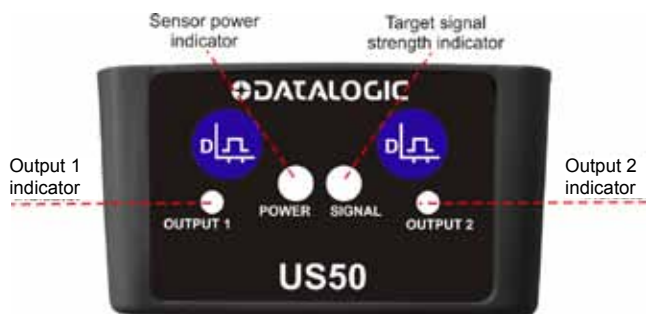 Sensor power
indicator
Target signal
strength indicator
DATALOGIC
D
D
Output 1
indicator
Output 2
indicator
OUTPUT 1
POWER
SIGNAL
OUTPUT 2
US50